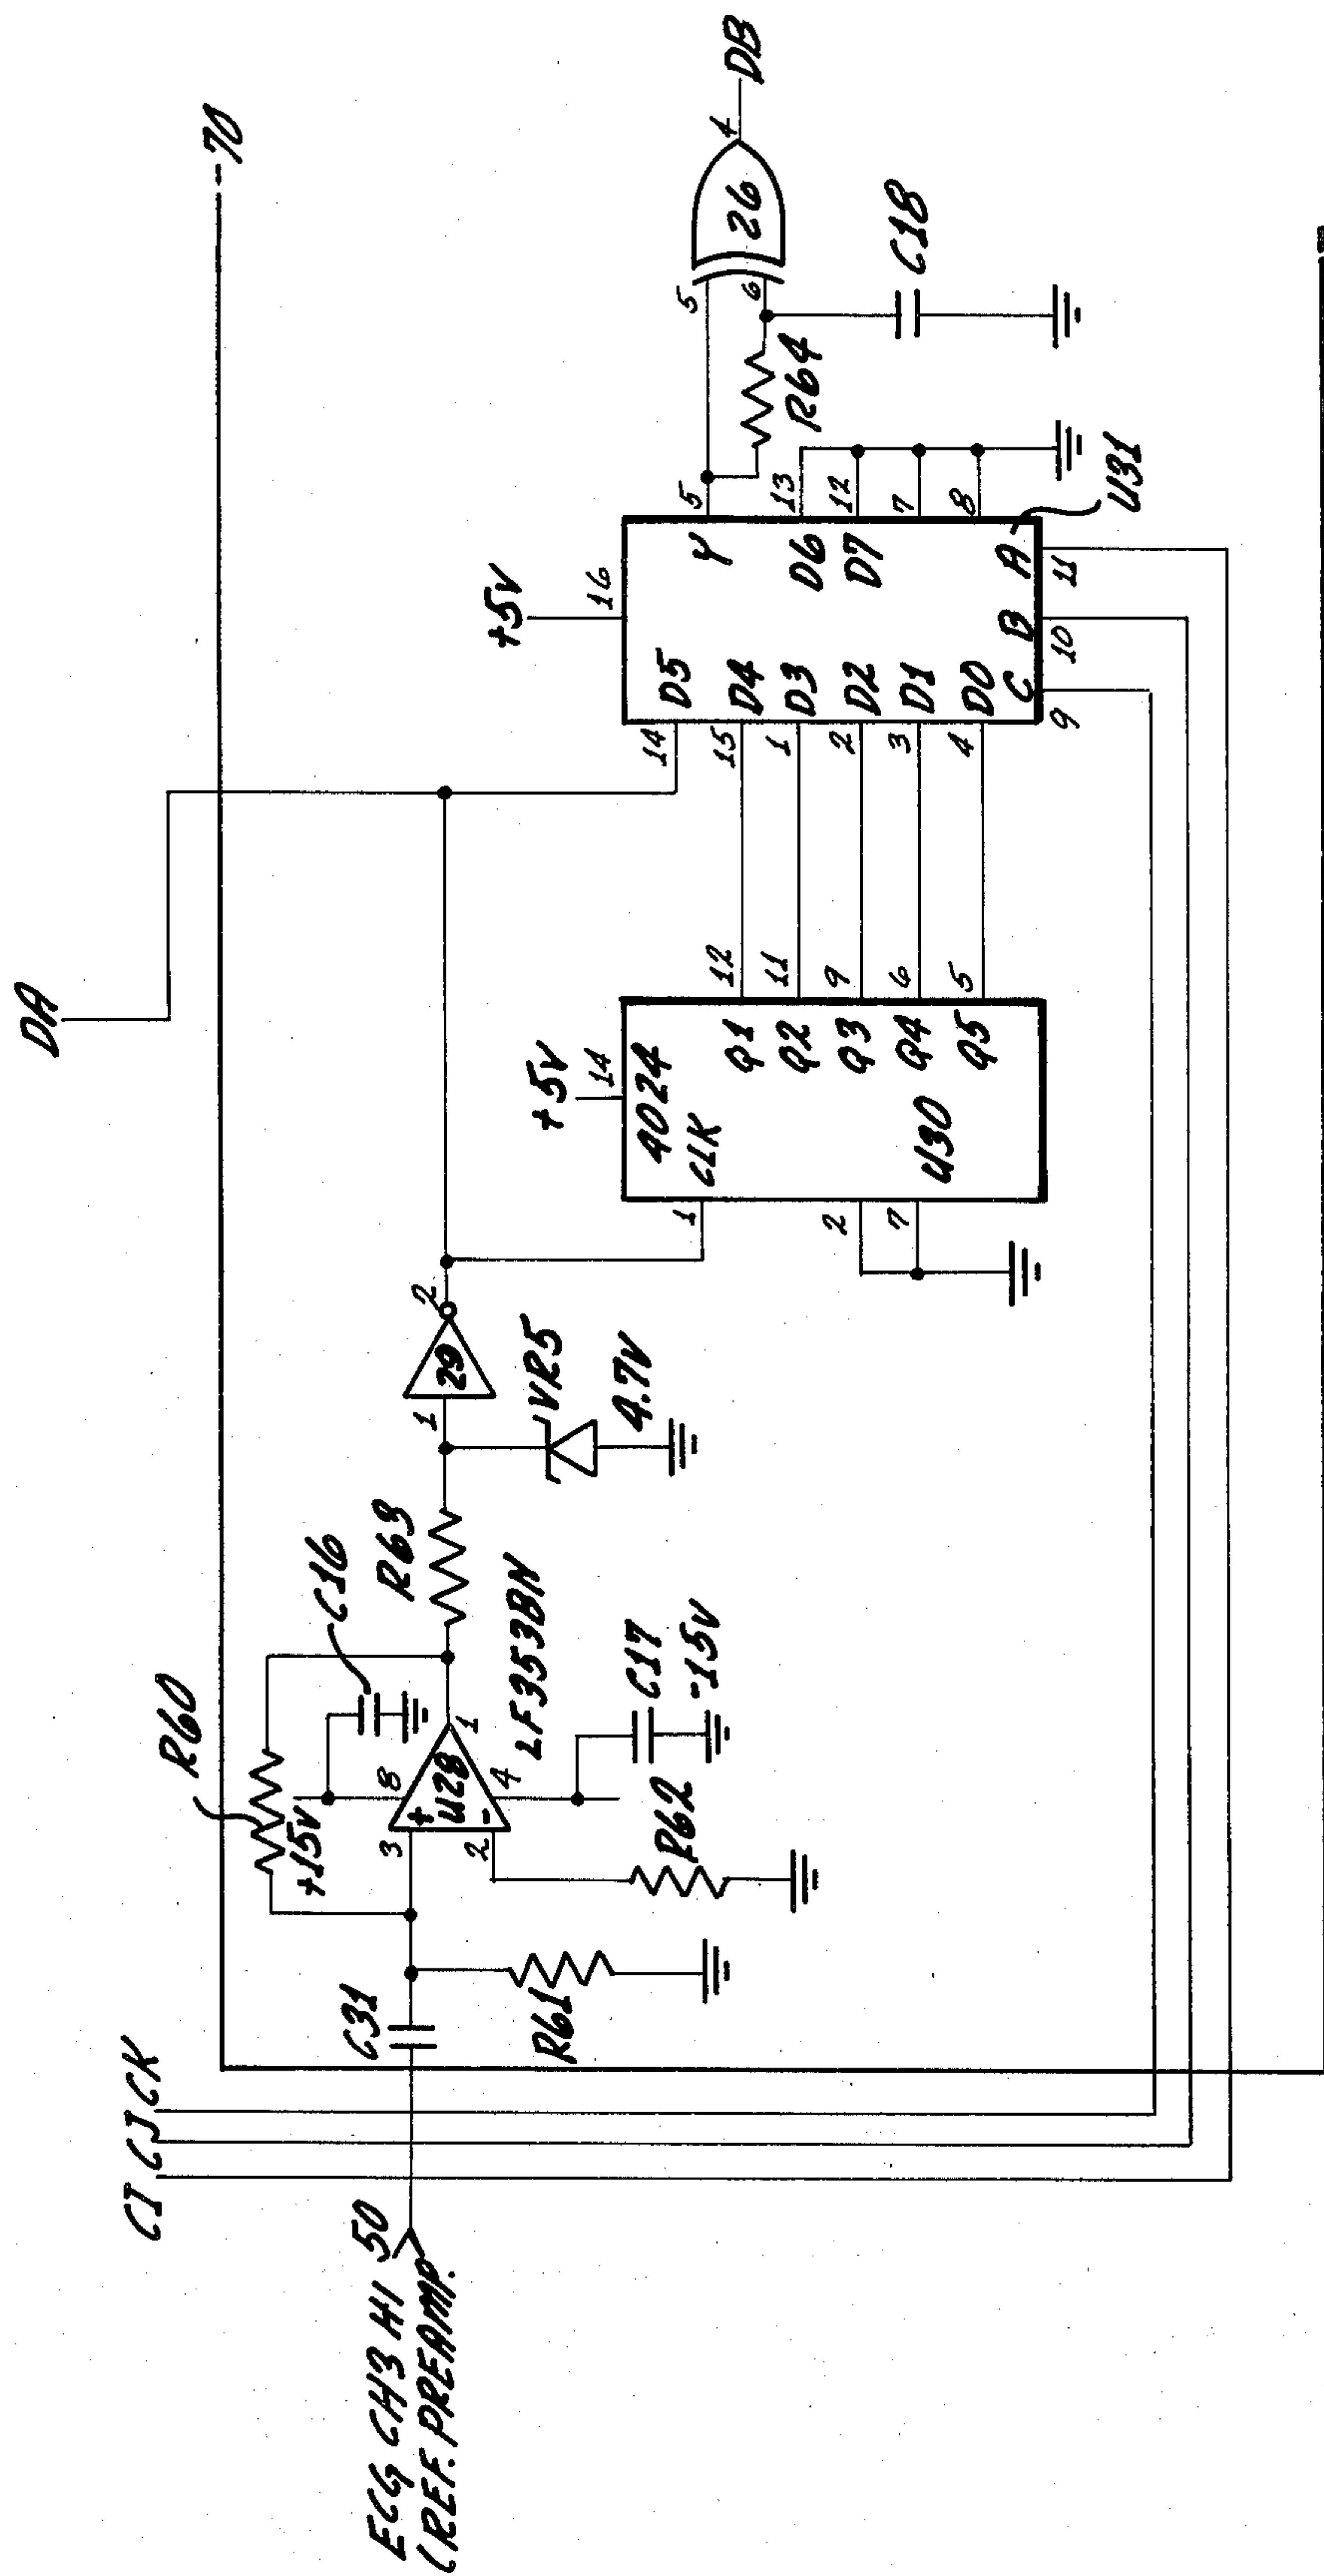 ECG CH3 HI
(REF. PREAMP.
50
CI CJ CK
DA
70
C31
R61
R60
+15V
C16
3
2
+
-
U28
8
4
1
LF353BN
C17
-15V
R62
R63
1
29
2
VR5
4.7V
+5V
14
4024
CLK
1
2
7
U30
Q1
Q2
Q3
Q4
Q5
12
11
9
6
5
+5V
16
14
15
1
2
3
4
D5
D4
D3
D2
D1
D0
Y
D6
D7
C B A
9
10
11
U31
5
13
12
7
8
R64
C18
5
6
26
4
DB